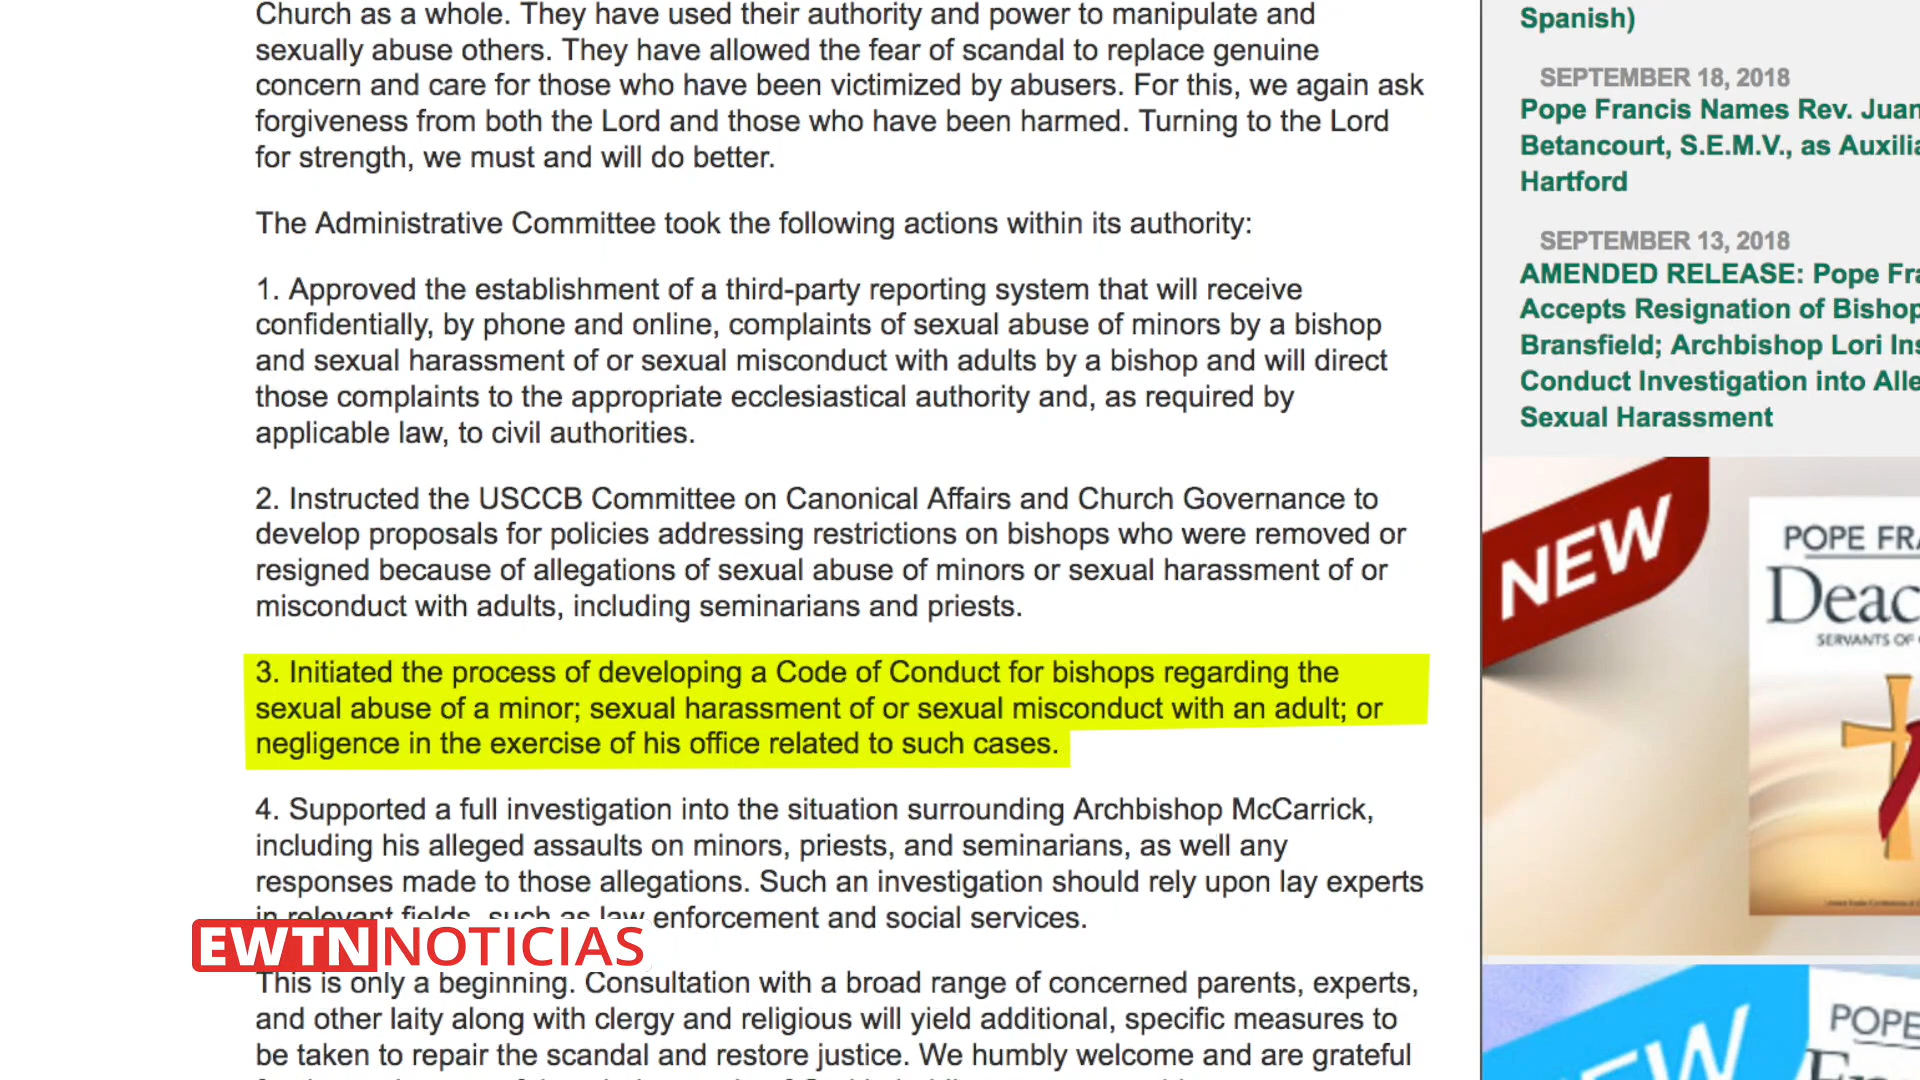 Church as a whole. They have used their authority and power to manipulate and
sexually abuse others. They have allowed the fear of scandal to replace genuine
concern and care for those who have been victimized by abusers. For this, we again ask
forgiveness from both the Lord and those who have been harmed. Turning to the Lord
for strength, we must and will do better.
The Administrative Committee took the following actions within its authority:
1. Approved the establishment of a third-party reporting system that will receive
confidentially, by phone and online, complaints of sexual abuse of minors by a bishop
and sexual harassment of or sexual misconduct with adults by a bishop and will direct
those complaints to the appropriate ecclesiastical authority and, as required by
applicable law, to civil authorities.
2. Instructed the USCCB Committee on Canonical Affairs and Church Governance to
develop proposals for policies addressing restrictions on bishops who were removed or
resigned because of allegations of sexual abuse of minors or sexual harassment of or
misconduct with adults, including seminarians and priests.
3. Initiated the process of developing a Code of Conduct for bishops regarding the
sexual abuse of a minor; sexual harassment of or sexual misconduct with an adult; or
negligence in the exercise of his office related to such cases.
4. Supported a full investigation into the situation surrounding Archbishop McCarrick,
including his alleged assaults on minors, priests, and seminarians, as well any
responses made to those allegations. Such an investigation should rely upon lay experts
in relevant fields, such as law enforcement and social services.
EWTN NOTICIAS
This is only a beginning. Consultation with a broad range of concerned parents, experts,
and other laity along with clergy and religious will yield additional, specific measures to
be taken to repair the scandal and restore justice. We humbly welcome and are grateful
Spanish)
SEPTEMBER 18, 2018
Pope Francis Names Rev. Juan
Betancourt, S.E.M.V., as Auxilia
Hartford
SEPTEMBER 13, 2018
AMENDED RELEASE: Pope Fra
Accepts Resignation of Bishop
Bransfield; Archbishop Lori Ins
Conduct Investigation into Alle
Sexual Harassment
NEW
POPE FRA
Deac
SERVANTS OF
POPE